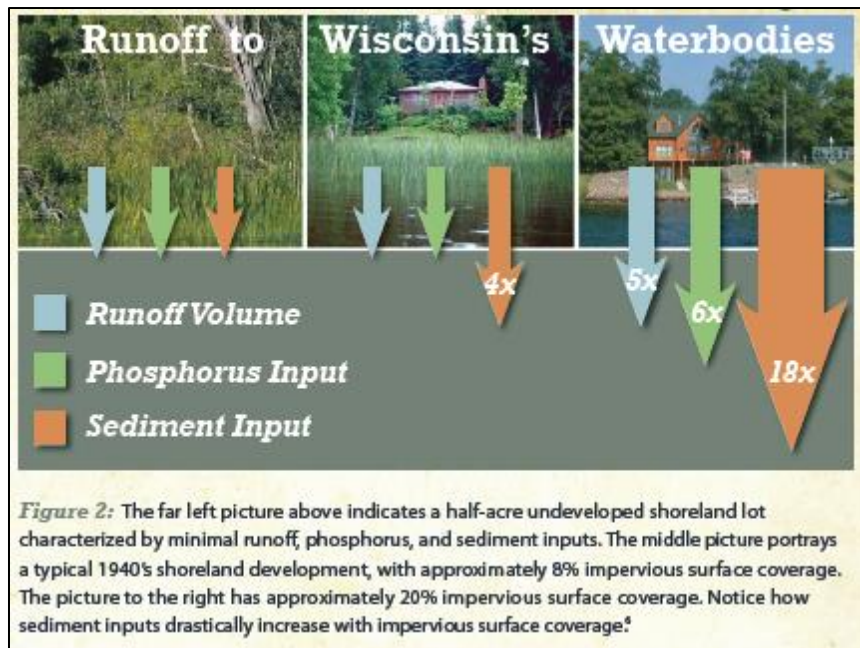 Runoff to Wisconsin's Waterbodies
4x
5x
6x
18x
Runoff Volume
Phosphorus Input
Sediment Input
Figure 2: The far left picture above indicates a half-acre undeveloped shoreland lot
characterized by minimal runoff, phosphorus, and sediment inputs. The middle picture portrays
a typical 1940's shoreland development, with approximately 8% impervious surface coverage.
The picture to the right has approximately 20% impervious surface coverage. Notice how
sediment inputs drastically increase with impervious surface coverage.⁶